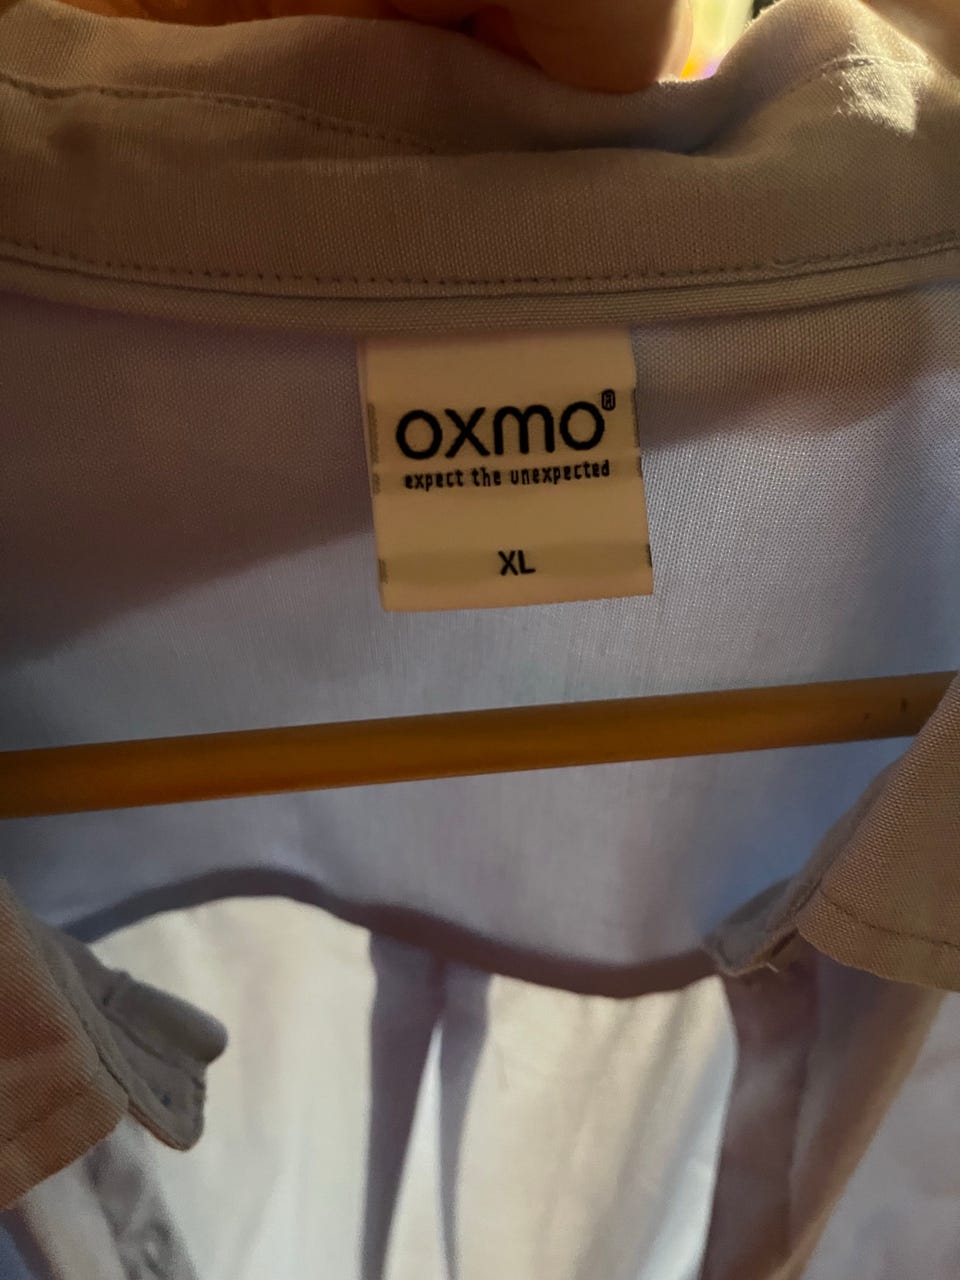 oxmo®
expect the unexpected
XL